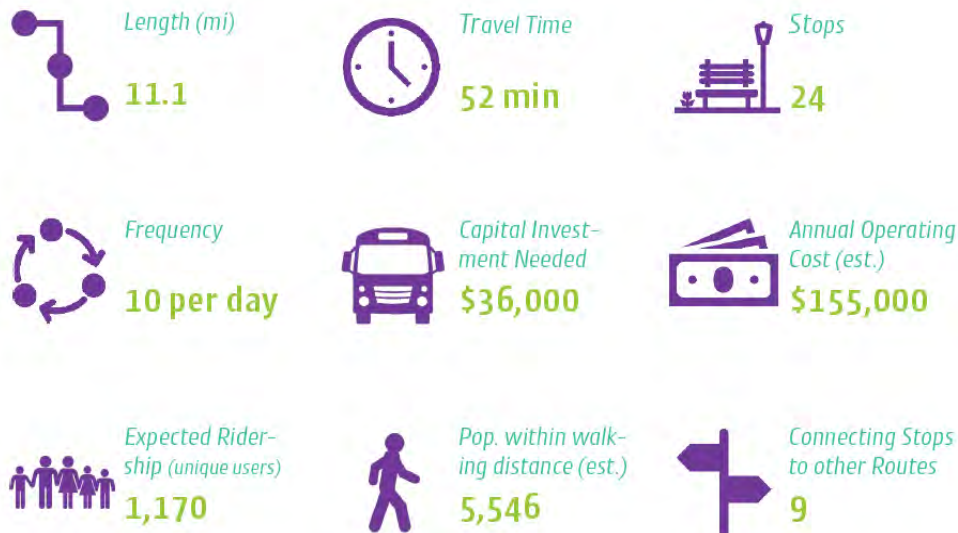 Length (mi)
11.1
Travel Time
52 min
Stops
24
Frequency
10 per day
Capital Invest-
ment Needed
$36,000
Annual Operating
Cost (est.)
$155,000
Expected Rider-
ship (unique users)
1,170
Pop. within walk-
ing distance (est.)
5,546
Connecting Stops
to other Routes
9